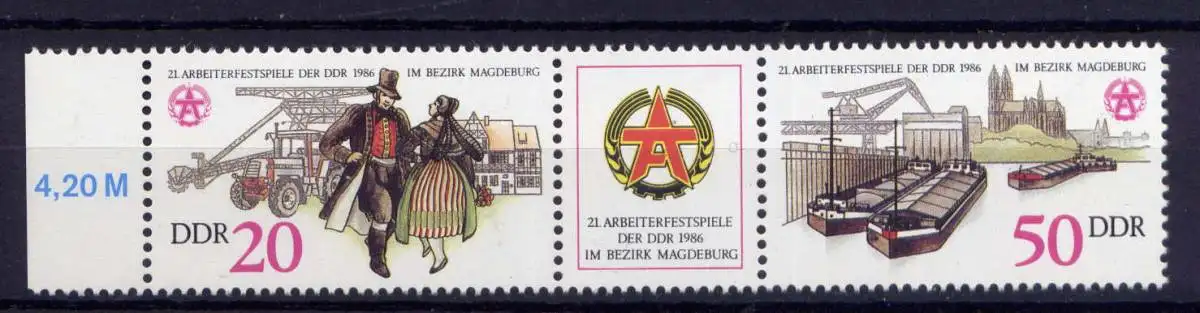 4,20 M
21. ARBEITERFESTSPIELE DER DDR 1986 IM BEZIRK MAGDEBURG
DDR 20
21. ARBEITERFESTSPIELE
DER DDR 1986
IM BEZIRK MAGDEBURG
21. ARBEITERFESTSPIELE DER DDR 1986 IM BEZIRK MAGDEBURG
50 DDR